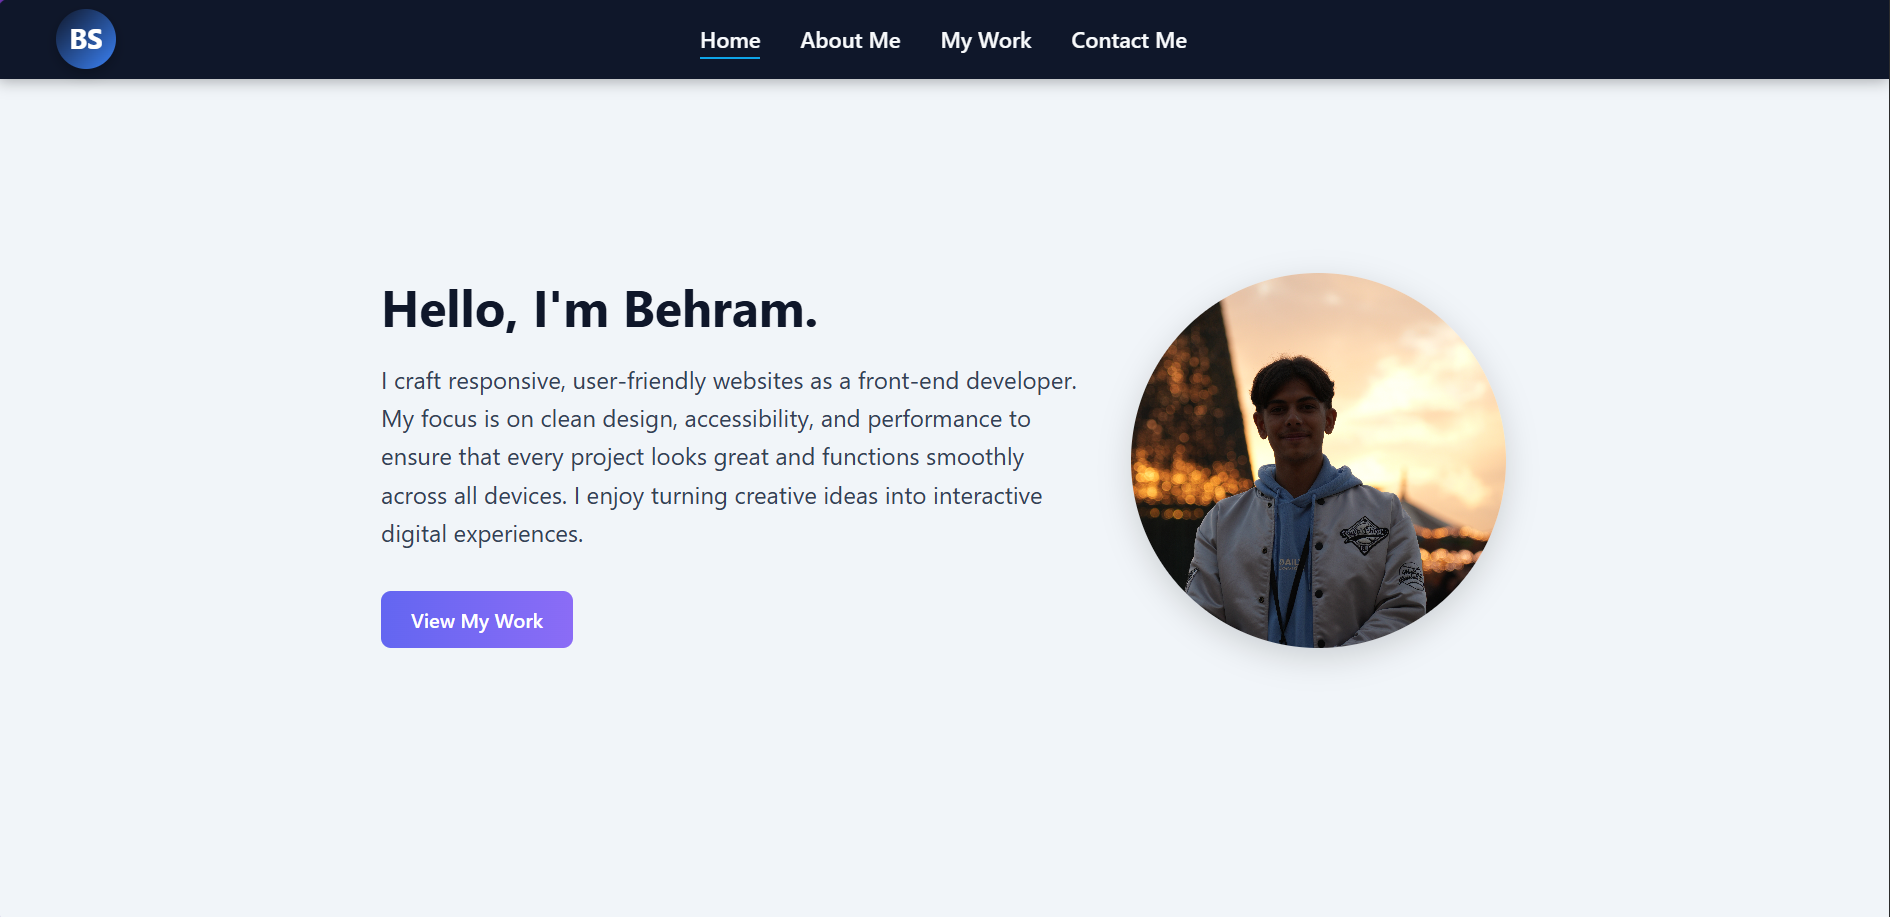 BS
Home About Me My Work Contact Me
Hello, I'm Behram.
I craft responsive, user-friendly websites as a front-end developer.
My focus is on clean design, accessibility, and performance to
ensure that every project looks great and functions smoothly
across all devices. I enjoy turning creative ideas into interactive
digital experiences.
View My Work